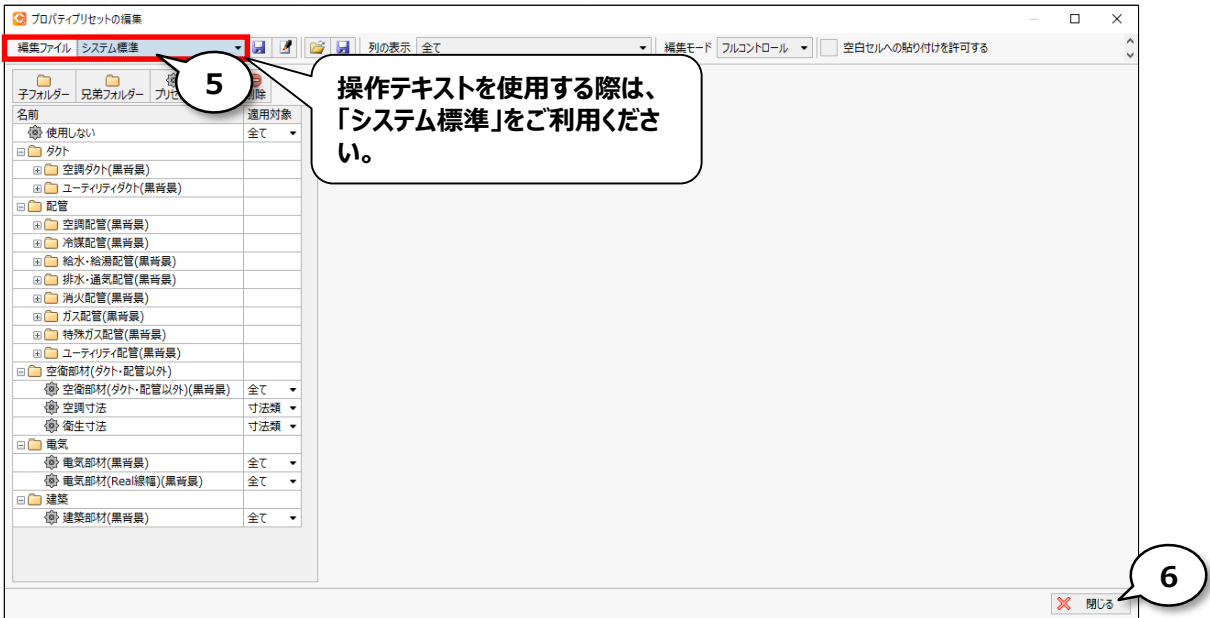 プロパティプリセットの編集
編集ファイル システム標準 列の表示 全て 編集モード フルコントロール 空白セルへの貼り付けを許可する
5
操作テキストを使用する際は、
「システム標準」をご利用くださ
い。
子フォルダー 兄弟フォルダー
名前 適用対象
使用しない 全て
ダクト
空調ダクト(黒背景)
ユーティリティダクト(黒背景)
配管
空調配管(黒背景)
冷媒配管(黒背景)
給水・給湯配管(黒背景)
排水・通気配管(黒背景)
消火配管(黒背景)
ガス配管(黒背景)
特殊ガス配管(黒背景)
ユーティリティ配管(黒背景)
空衛部材(ダクト・配管以外)
空衛部材(ダクト・配管以外)(黒背景) 全て
空調寸法 寸法類
衛生寸法 寸法類
電気
電気部材(黒背景) 全て
電気部材(Real線幅)(黒背景) 全て
建築
建築部材(黒背景) 全て
6
閉じる